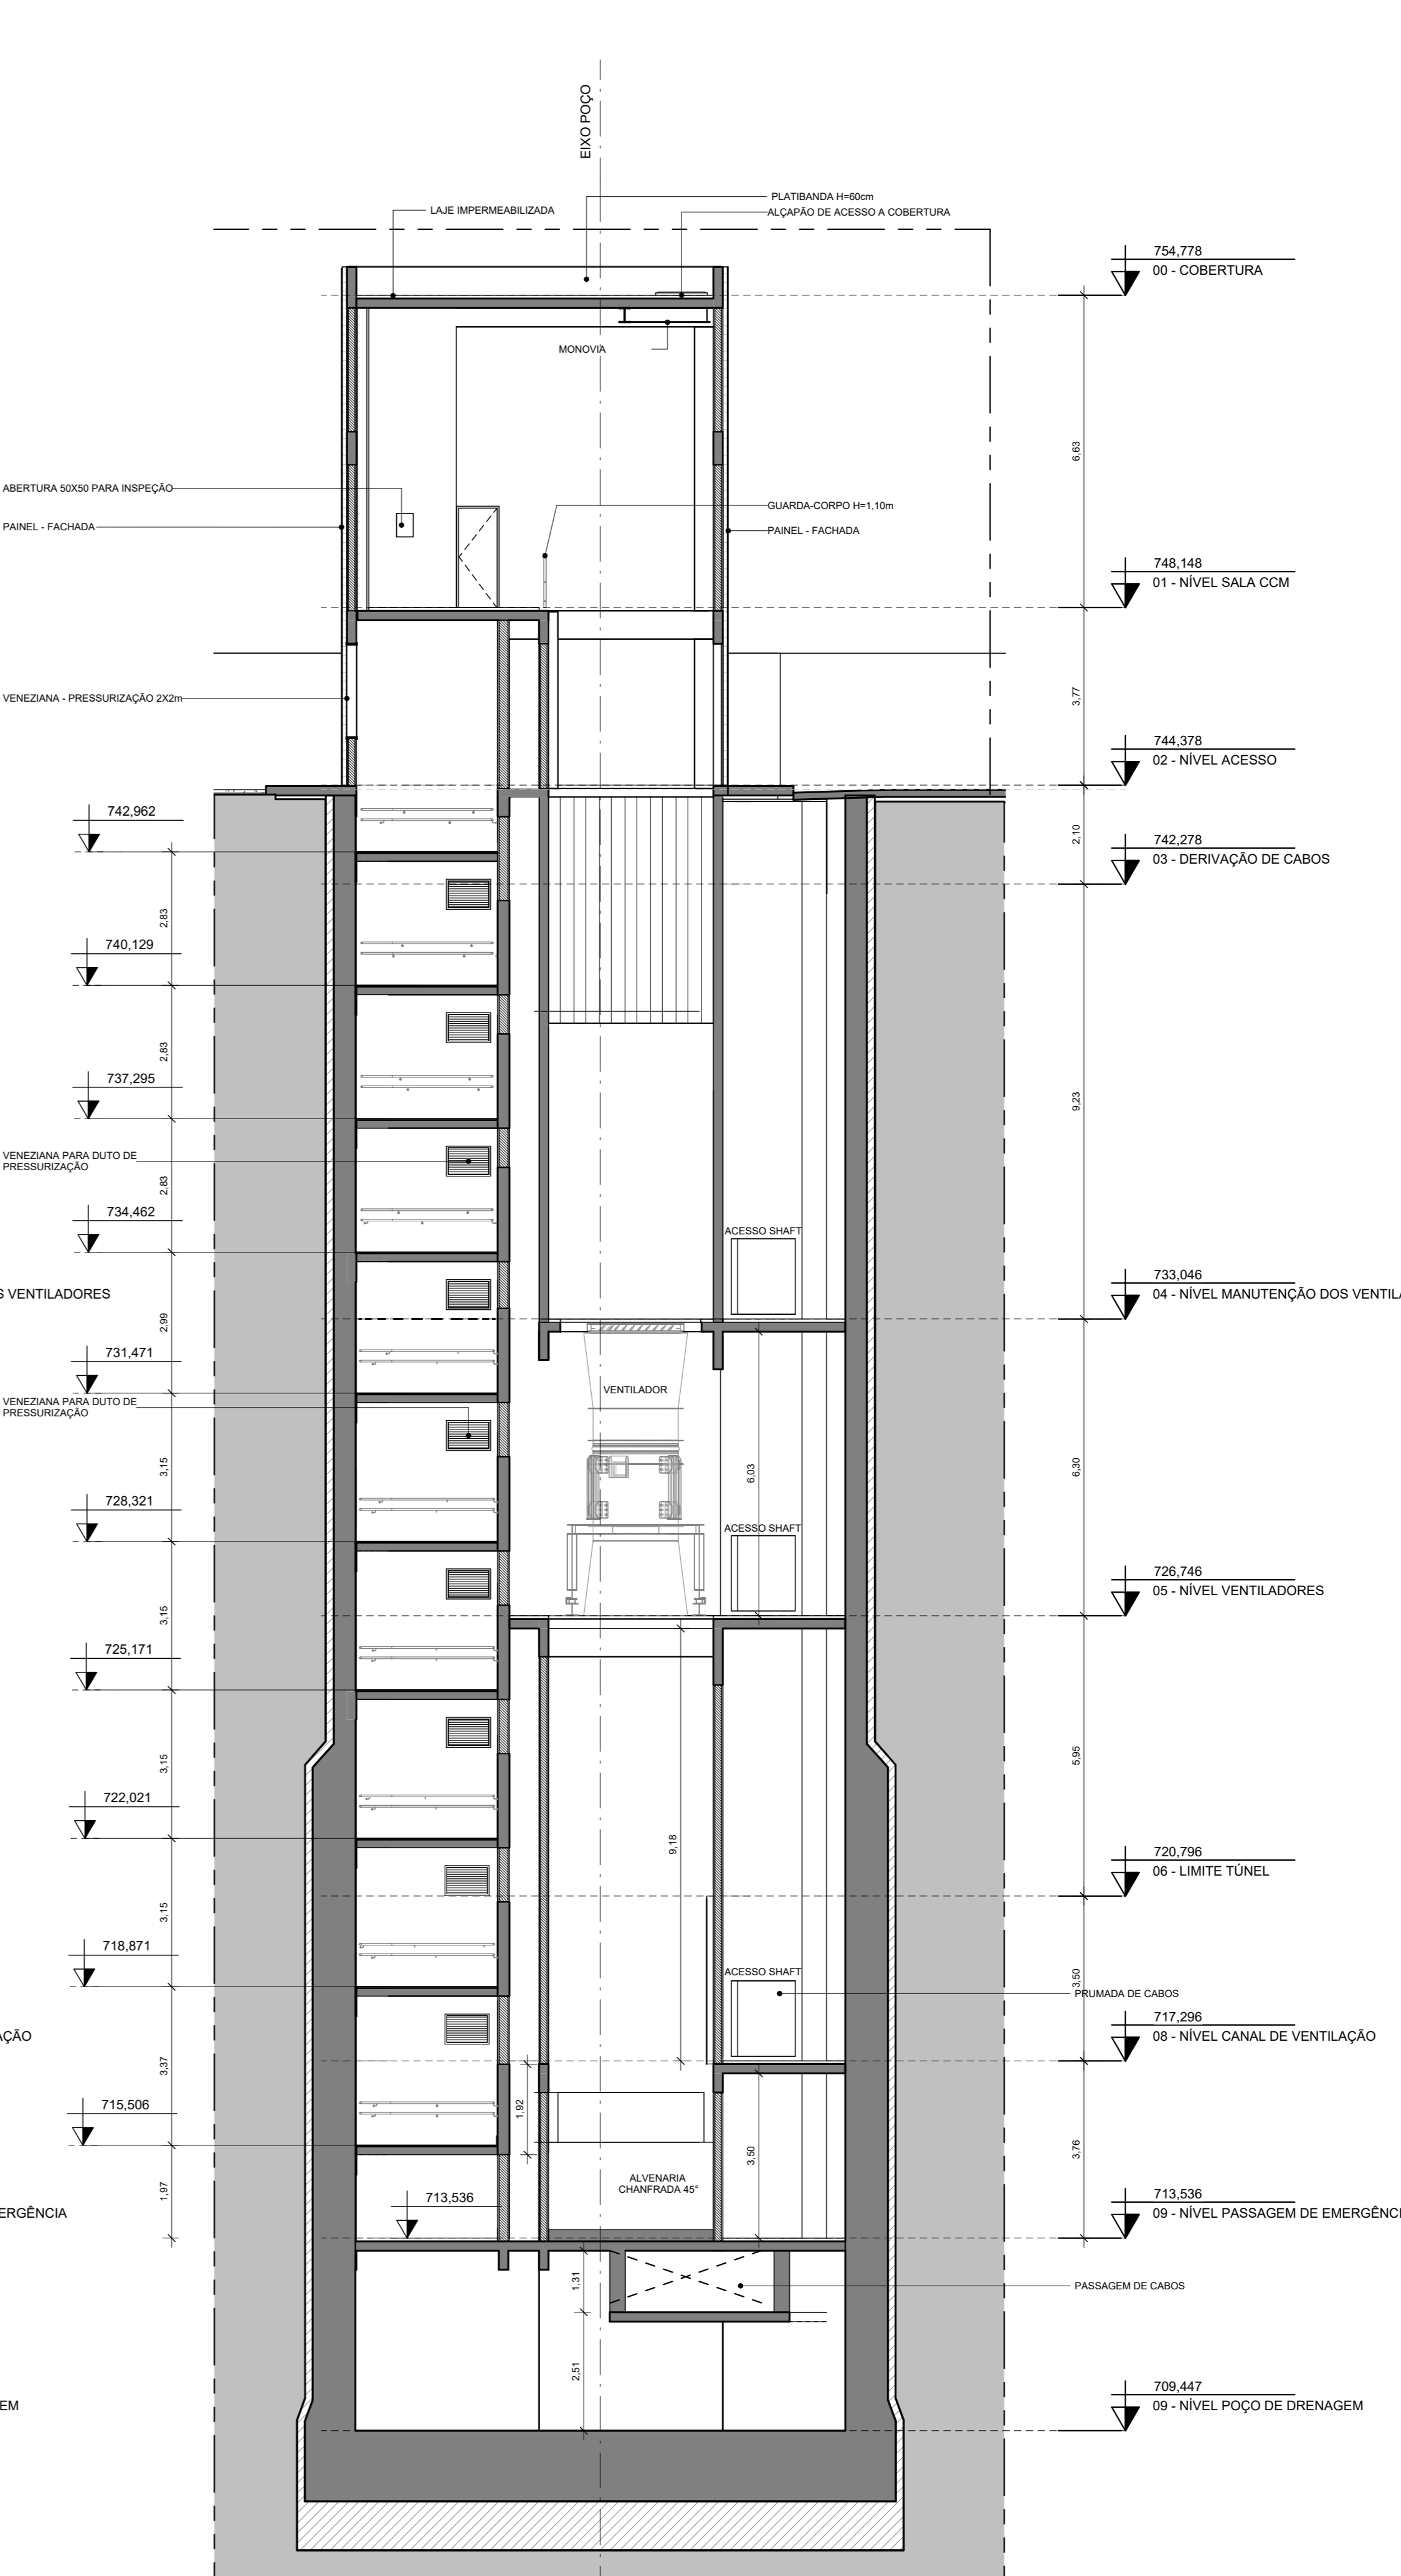 EIXO POÇO
PLATIBANDA H=60cm
LAJE IMPERMEABILIZADA
ALÇAPÃO DE ACESSO A COBERTURA
754,778
00 - COBERTURA
MONOVIA
6,63
ABERTURA 50X50 PARA INSPEÇÃO
GUARDA-CORPO H=1,10m
PAINEL - FACHADA
PAINEL - FACHADA
748,148
01 - NÍVEL SALA CCM
VENEZIANA - PRESSURIZAÇÃO 2X2m
3,77
744,378
02 - NÍVEL ACESSO
742,962
2,10
742,278
03 - DERIVAÇÃO DE CABOS
2,83
740,129
2,83
737,295
9,23
VENEZIANA PARA DUTO DE
PRESSURIZAÇÃO
2,83
734,462
ACESSO SHAFT
733,046
04 - NÍVEL MANUTENÇÃO DOS VENTILA
S VENTILADORES
2,99
731,471
VENTILADOR
VENEZIANA PARA DUTO DE
PRESSURIZAÇÃO
3,15
6,03
6,30
728,321
ACESSO SHAFT
726,746
05 - NÍVEL VENTILADORES
3,15
725,171
3,15
5,95
722,021
9,18
720,796
06 - LIMITE TÚNEL
3,15
718,871
ACESSO SHAFT
3,50
PRUMADA DE CABOS
717,296
08 - NÍVEL CANAL DE VENTILAÇÃO
AÇÃO
3,37
715,506
1,92
3,50
3,76
ALVENARIA
CHANFRADA 45°
1,97
713,536
713,536
09 - NÍVEL PASSAGEM DE EMERGÊNCI
ERGÊNCIA
1,31
PASSAGEM DE CABOS
2,51
709,447
09 - NÍVEL POÇO DE DRENAGEM
EM